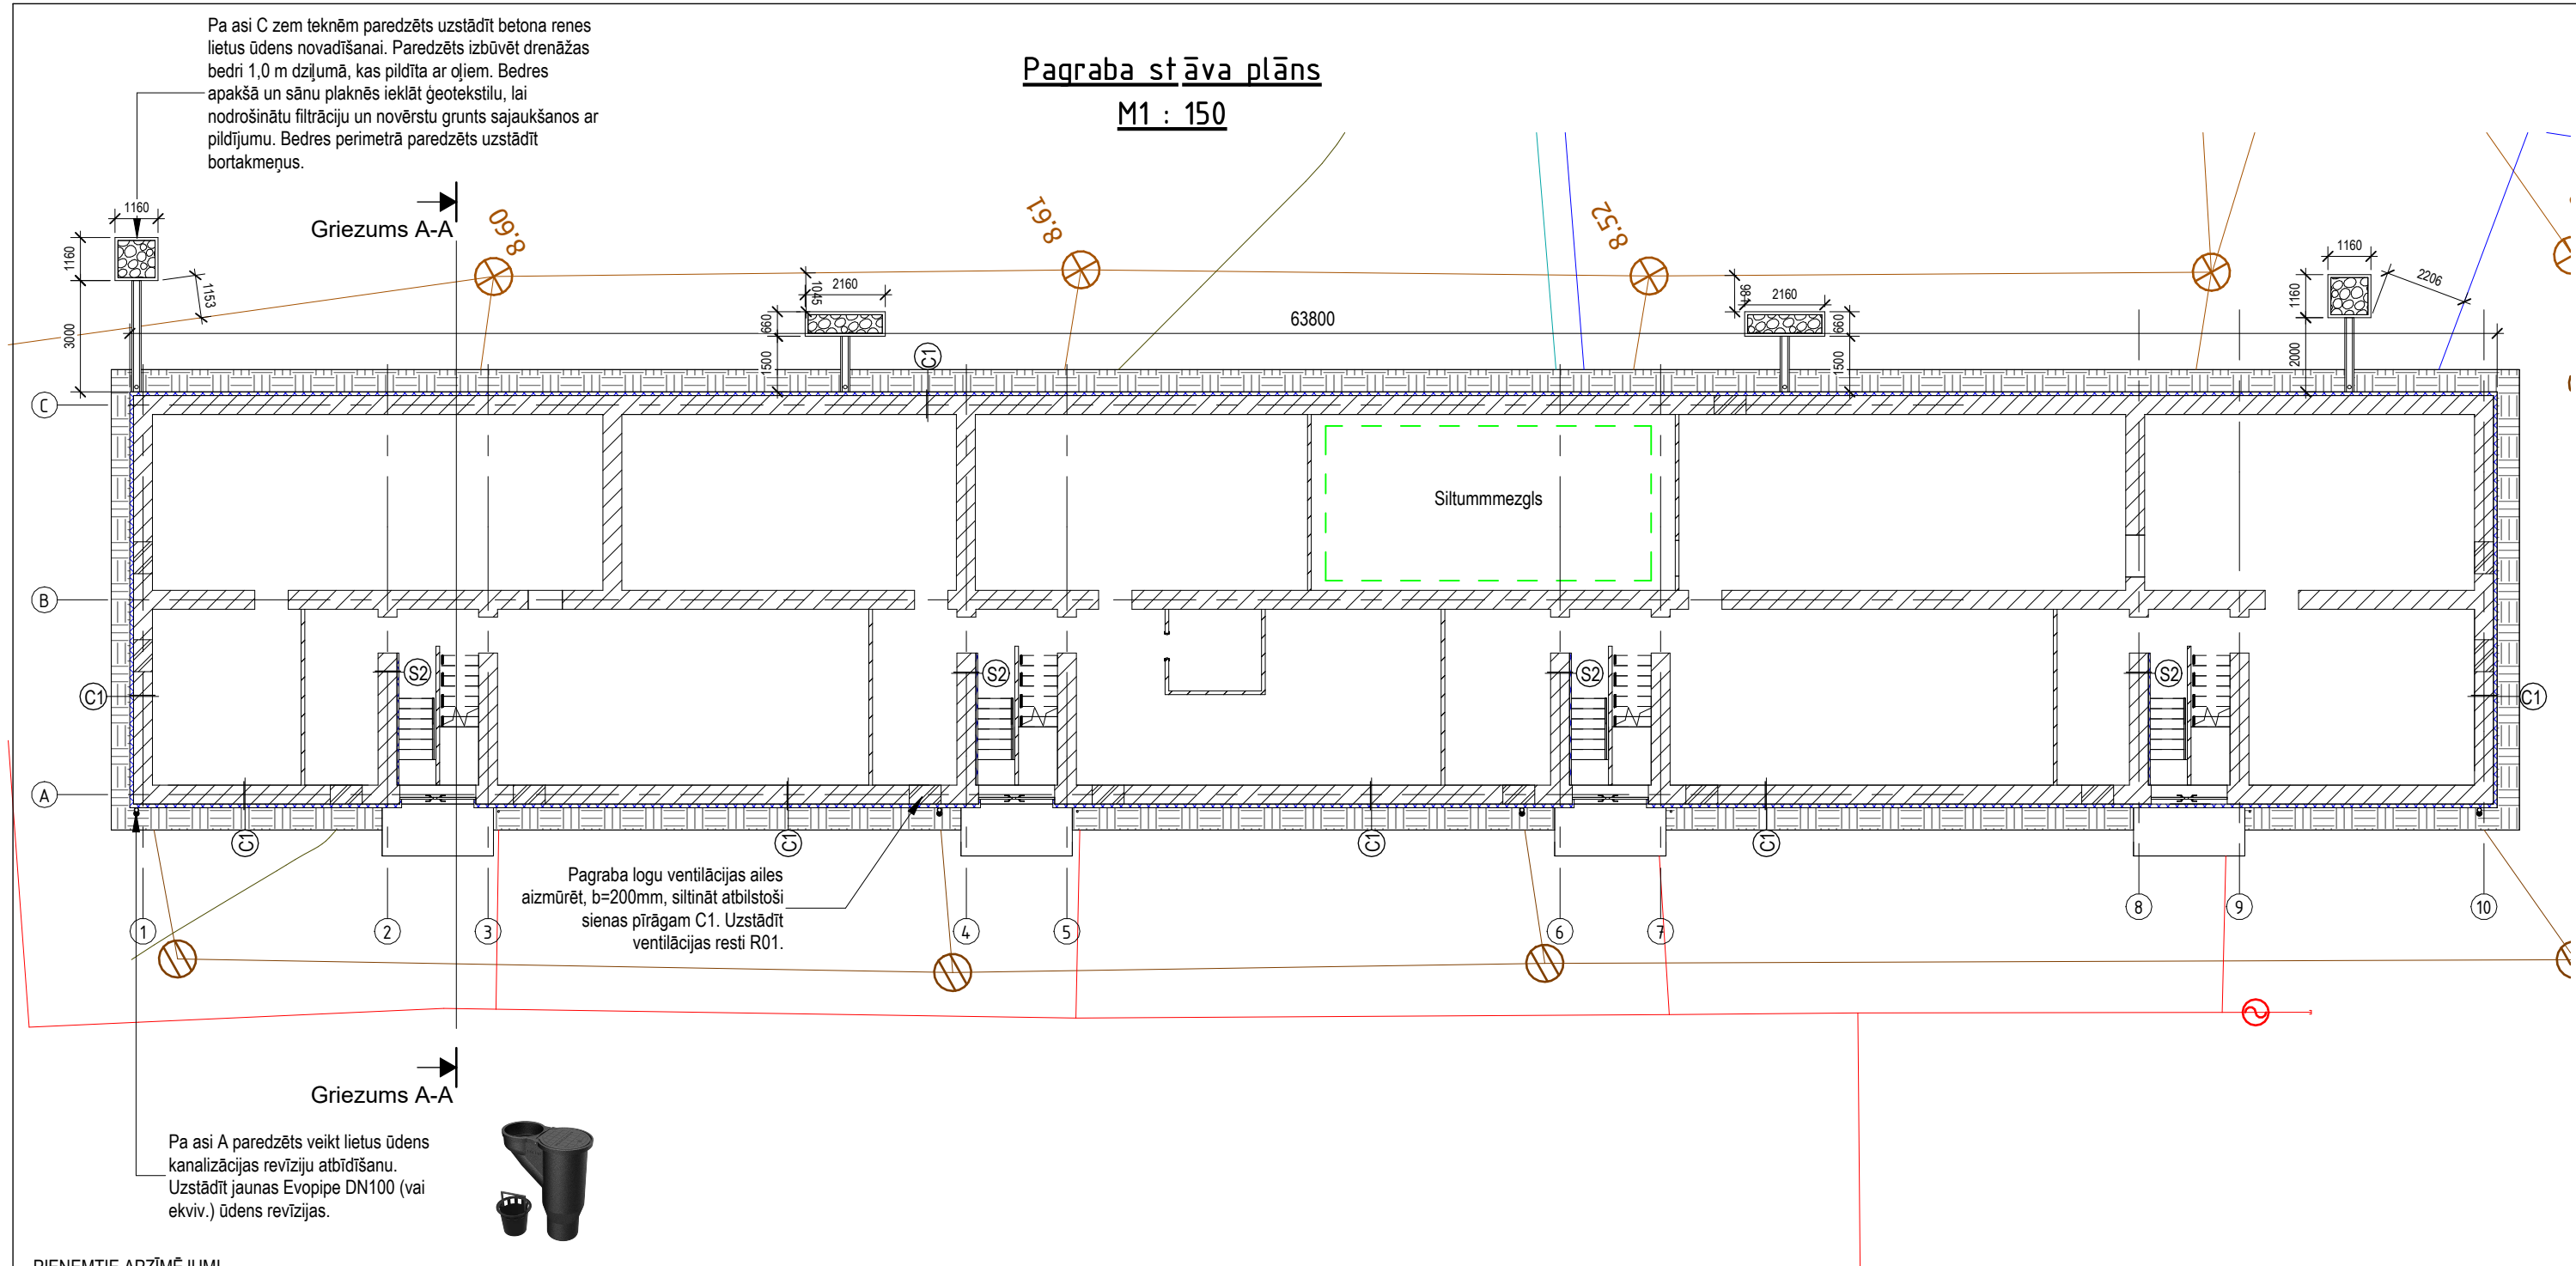 Pa asi C zem teknēm paredzēts uzstādīt betona renes
lietus ūdens novadīšanai. Paredzēts izbūvēt drenāžas
bedri 1,0 m dziļumā, kas pildīta ar oļiem. Bedres
apakšā un sānu plaknēs ieklāt ģeotekstilu, lai
nodrošinātu filtrāciju un novērstu grunts sajaukšanos ar
pildījumu. Bedres perimetrā paredzēts uzstādīt
bortakmeņus.
Pagraba stāva plāns
M1 : 150
Griezums A-A
8.60
8.61
8.52
1160
1160
3000
1153
1045
2160
660
1500
63800
981
2160
660
1500
1160
1160
2000
2206
C1
C
B
A
Siltummmezgls
S2
S2
S2
S2
C1
C1
C1
C1
C1
C1
Pagraba logu ventilācijas ailes
aizmūrēt, b=200mm, siltināt atbilstoši
sienas pīrāgam C1. Uzstādīt
ventilācijas resti R01.
1
2
3
4
5
6
7
8
9
10
Griezums A-A
Pa asi A paredzēts veikt lietus ūdens
kanalizācijas revīziju atbīdīšanu.
Uzstādīt jaunas Evopipe DN100 (vai
ekviv.) ūdens revīzijas.
PIEŅEMTIE APZĪMĒJUMI